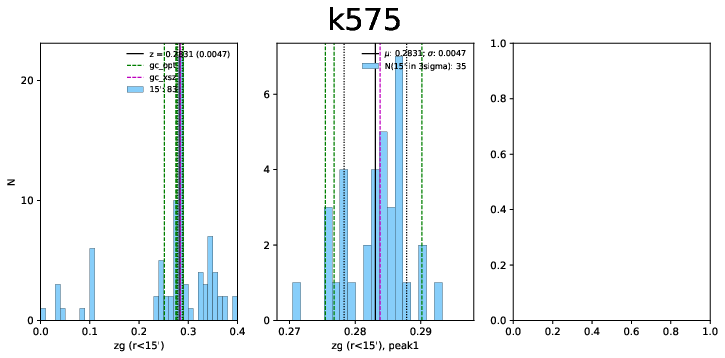 k575
z = 0.2831 (0.0047)
gc_opt
gc_xsz
15': 83
N
0
10
20
0.0 0.1 0.2 0.3 0.4
zg (r<15')
μ: 0.2831; σ: 0.0047
N(15' in 3sigma): 35
0
2
4
6
0.27 0.28 0.29
zg (r<15'), peak1
1.0
0.8
0.6
0.4
0.2
0.0
0.0 0.2 0.4 0.6 0.8 1.0